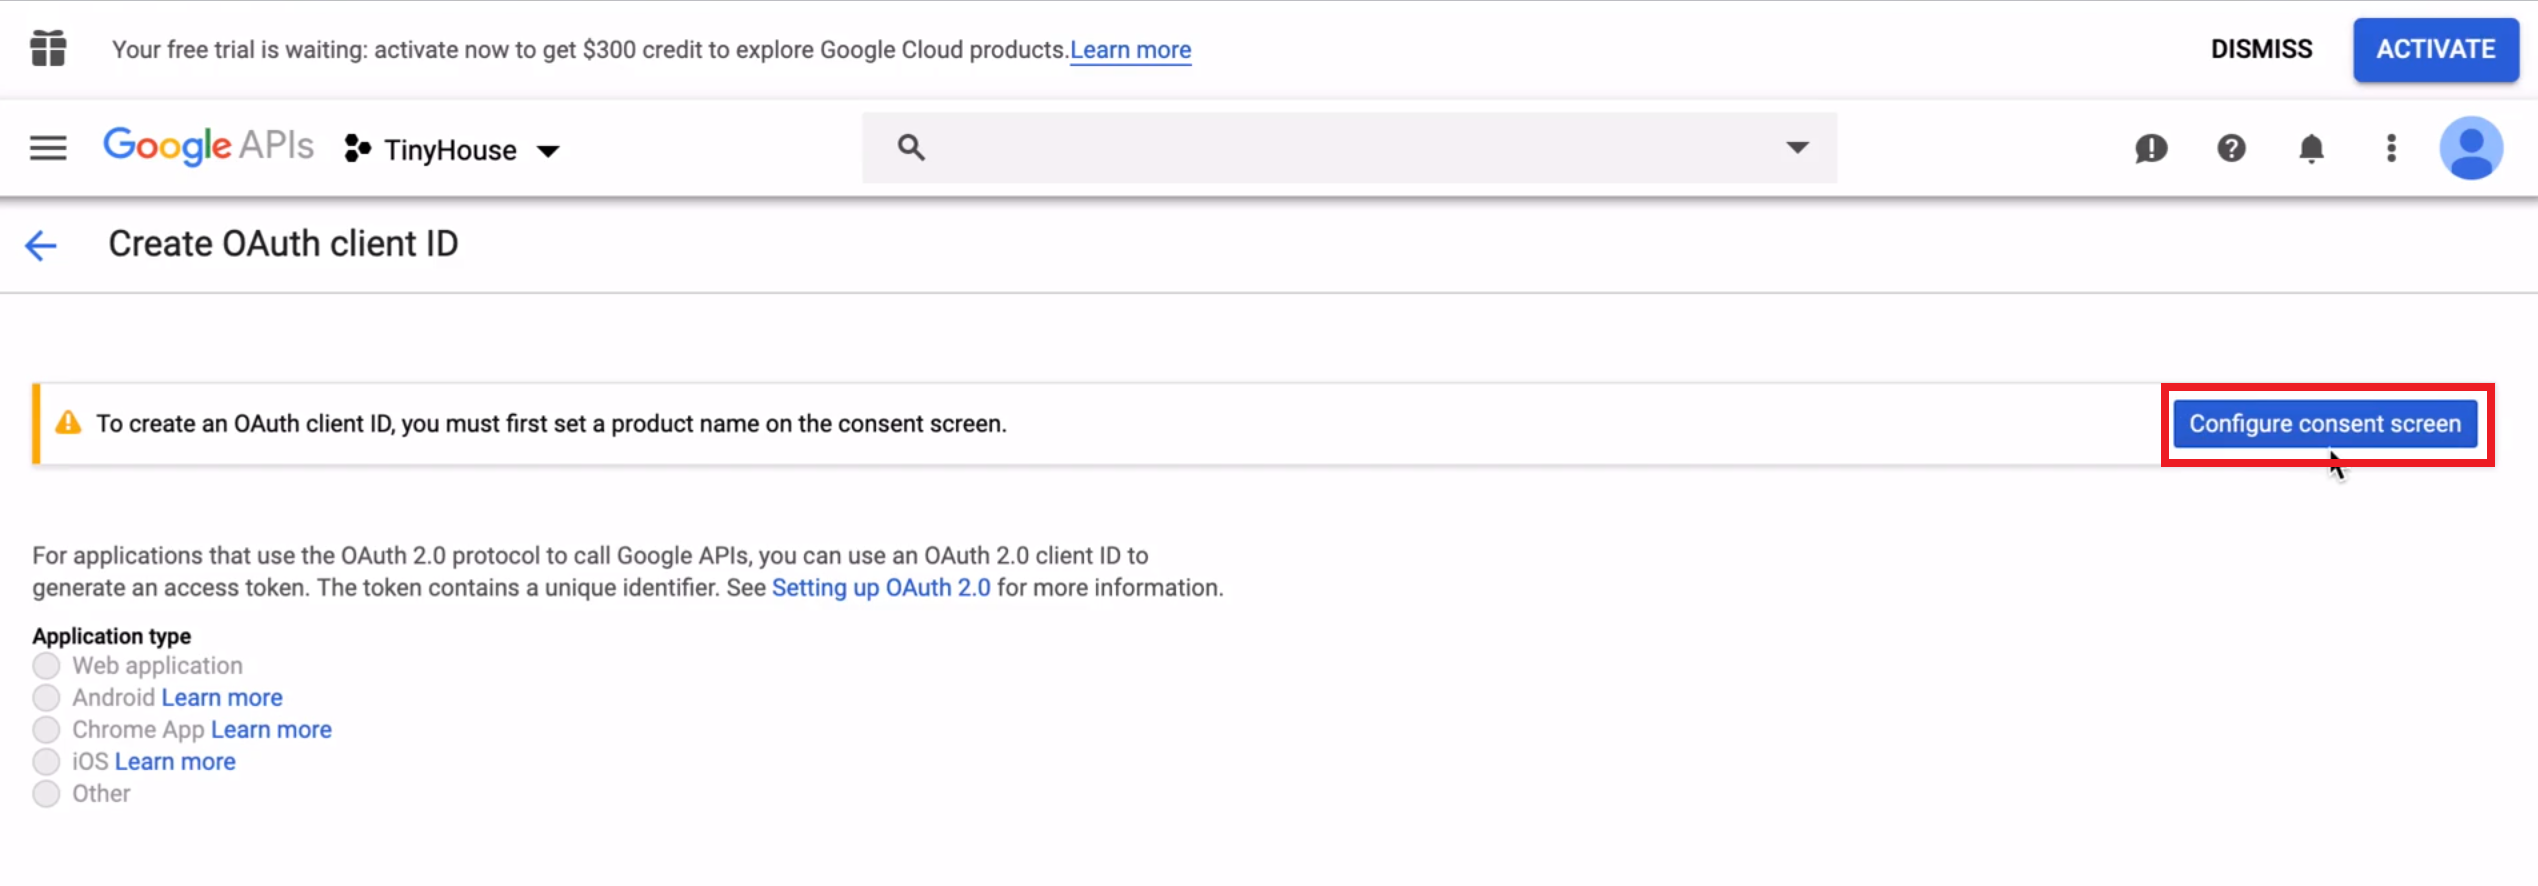 Your free trial is waiting: activate now to get $300 credit to explore Google Cloud products. Learn more
DISMISS
ACTIVATE
Google APIs
TinyHouse
Create OAuth client ID
To create an OAuth client ID, you must first set a product name on the consent screen.
Configure consent screen
For applications that use the OAuth 2.0 protocol to call Google APIs, you can use an OAuth 2.0 client ID to
generate an access token. The token contains a unique identifier. See Setting up OAuth 2.0 for more information.
Application type
Web application
Android Learn more
Chrome App Learn more
iOS Learn more
Other